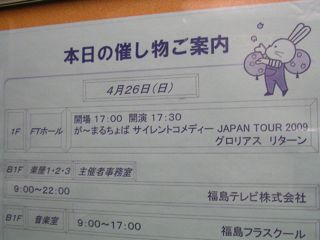 本日の催し物ご案内
4月26日(日)
1F FTホール 開場 17:00 開演 17:30
が～まるちょば サイレントコメディー JAPAN TOUR 2009
グロリアス リターン
B1F 楽屋1・2・3 主催者事務室
9:00～22:00 福島テレビ株式会社
B1F 音楽室 9:00～17:00 福島フラスクール